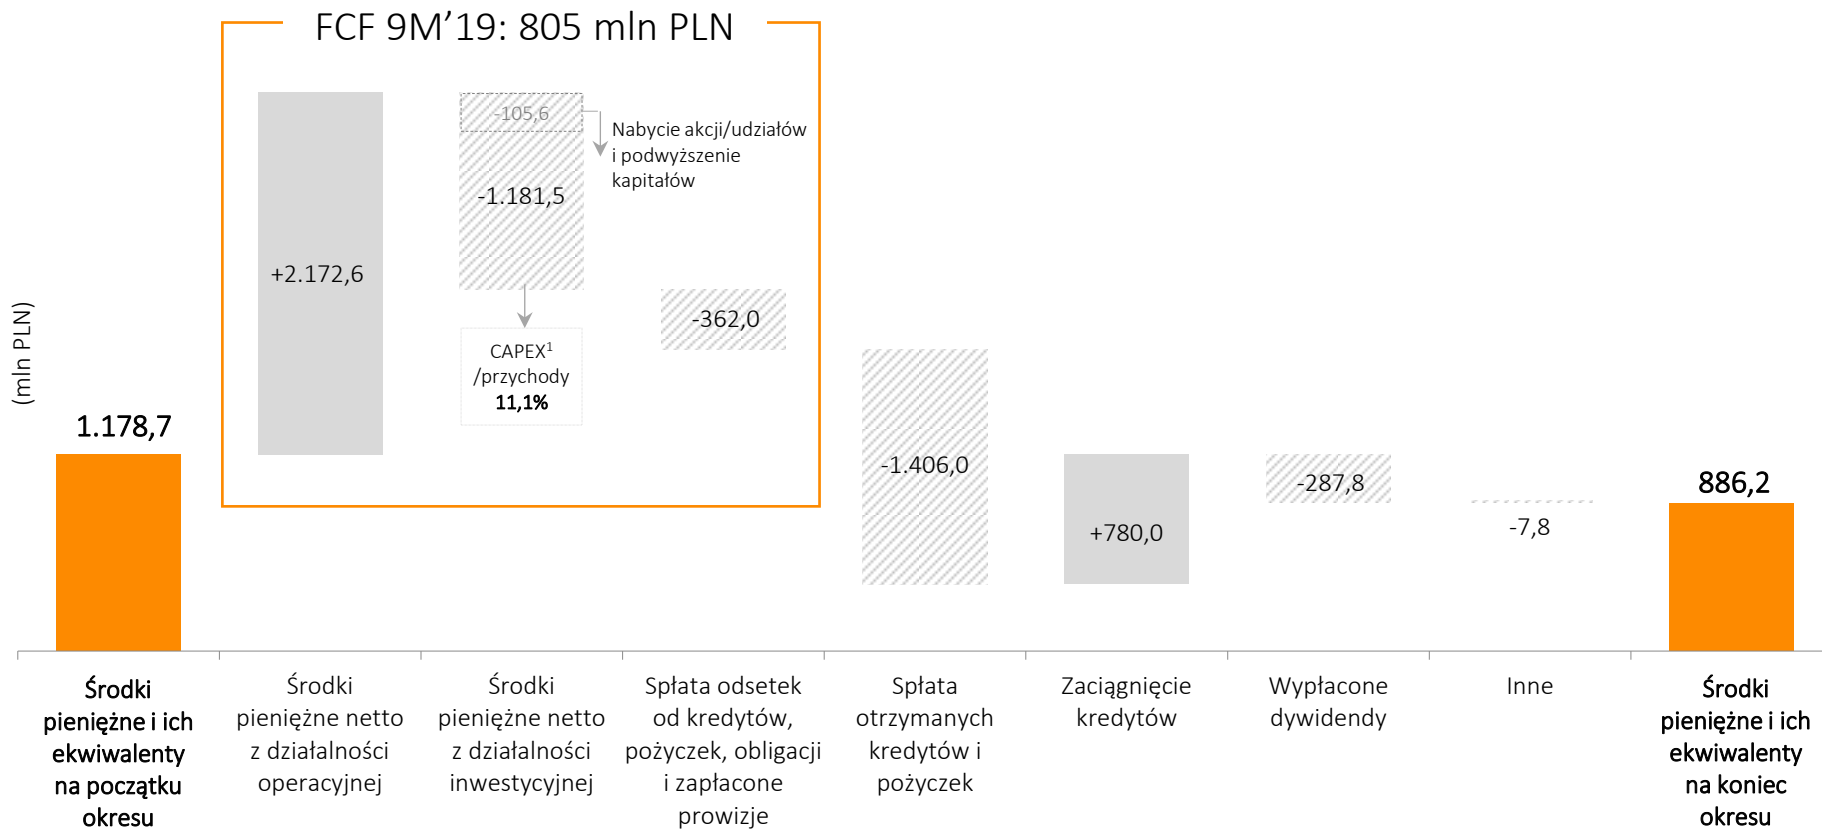 FCF 9M’19: 805 mln PLN
-105,6
Nabycie akcji/udziałów
i podwyższenie
kapitałów
-1.181,5
+2.172,6
-362,0
CAPEX¹
/przychody
11,1%
(mln PLN)
1.178,7
-1.406,0
+780,0
-287,8
-7,8
886,2
Środki
pieniężne i ich
ekwiwalenty
na początku
okresu
Środki
pieniężne netto
z działalności
operacyjnej
Środki
pieniężne netto
z działalności
inwestycyjnej
Spłata odsetek
od kredytów,
pożyczek, obligacji
i zapłacone
prowizje
Spłata
otrzymanych
kredytów i
pożyczek
Zaciągnięcie
kredytów
Wypłacone
dywidendy
Inne
Środki
pieniężne i ich
ekwiwalenty
na koniec
okresu